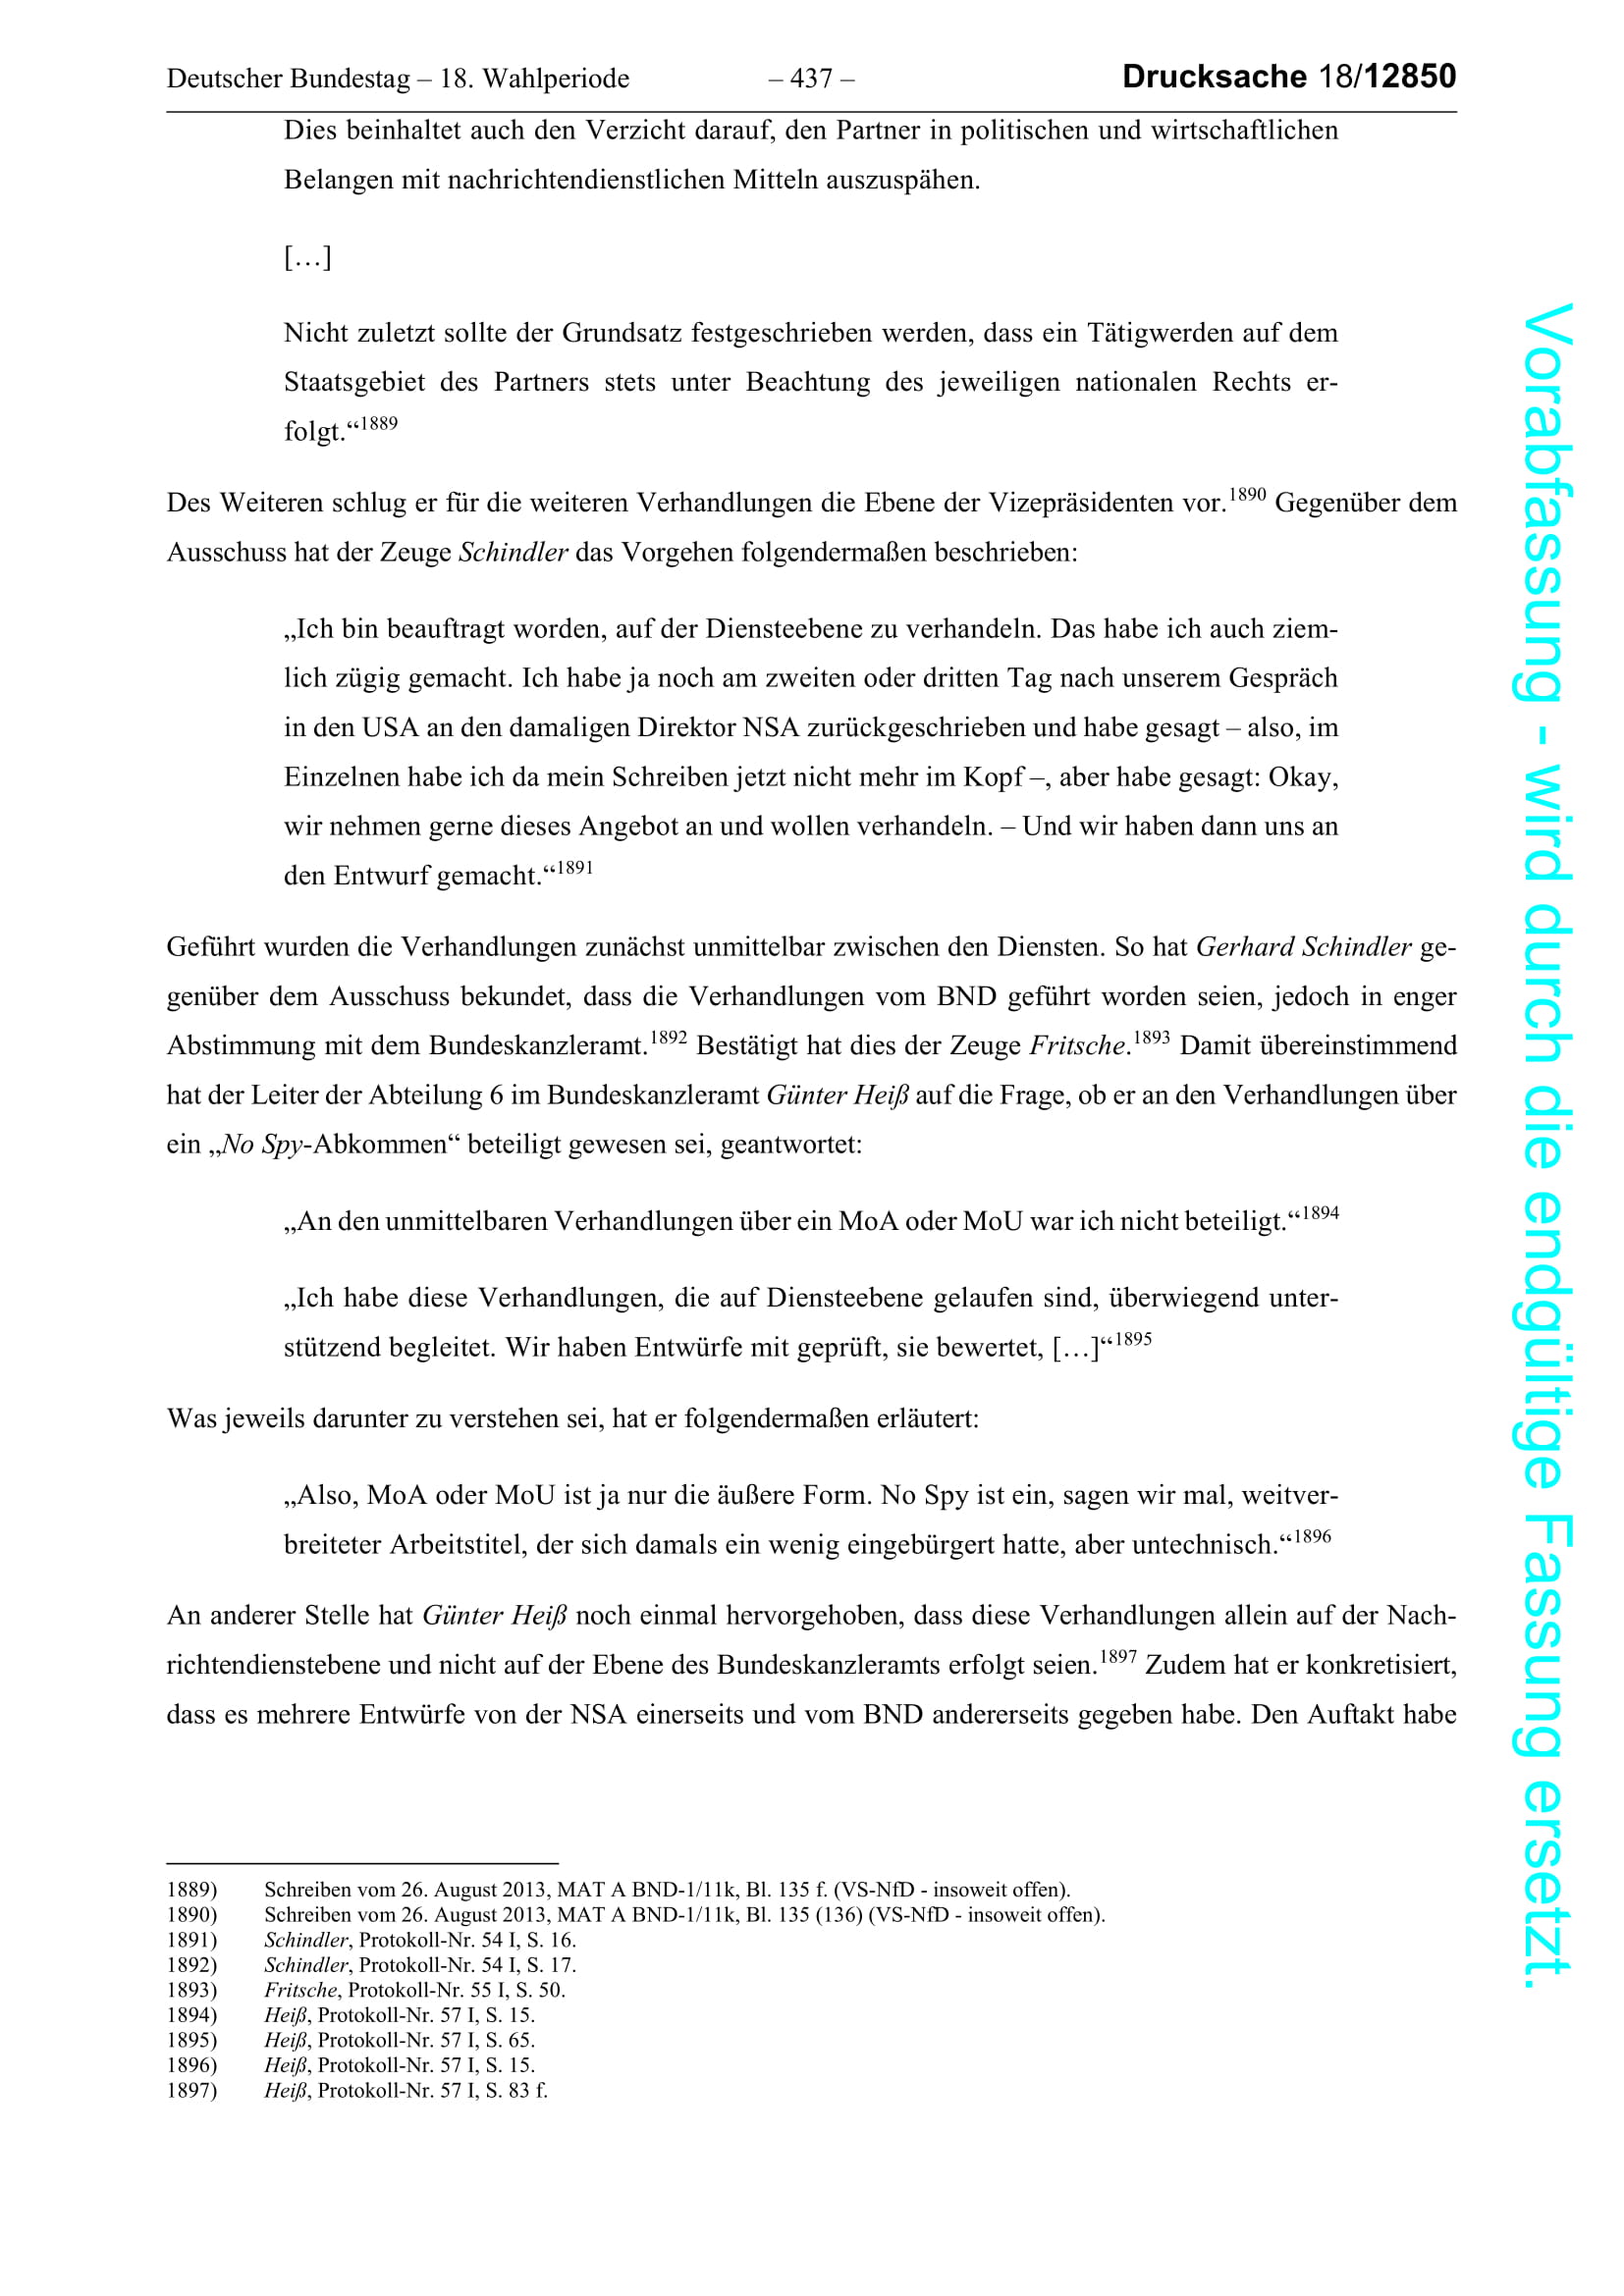 Deutscher Bundestag – 18. Wahlperiode – 437 – Drucksache 18/12850
Dies beinhaltet auch den Verzicht darauf, den Partner in politischen und wirtschaftlichen
Belangen mit nachrichtendienstlichen Mitteln auszuspähen.
[…]
Nicht zuletzt sollte der Grundsatz festgeschrieben werden, dass ein Tätigwerden auf dem
Staatsgebiet des Partners stets unter Beachtung des jeweiligen nationalen Rechts er-
folgt.“1889
Des Weiteren schlug er für die weiteren Verhandlungen die Ebene der Vizepräsidenten vor.1890 Gegenüber dem
Ausschuss hat der Zeuge Schindler das Vorgehen folgendermaßen beschrieben:
„Ich bin beauftragt worden, auf der Diensteebene zu verhandeln. Das habe ich auch ziem-
lich zügig gemacht. Ich habe ja noch am zweiten oder dritten Tag nach unserem Gespräch
in den USA an den damaligen Direktor NSA zurückgeschrieben und habe gesagt – also, im
Einzelnen habe ich da mein Schreiben jetzt nicht mehr im Kopf –, aber habe gesagt: Okay,
wir nehmen gerne dieses Angebot an und wollen verhandeln. – Und wir haben dann uns an
den Entwurf gemacht.“1891
Geführt wurden die Verhandlungen zunächst unmittelbar zwischen den Diensten. So hat Gerhard Schindler ge-
genüber dem Ausschuss bekundet, dass die Verhandlungen vom BND geführt worden seien, jedoch in enger
Abstimmung mit dem Bundeskanzleramt.1892 Bestätigt hat dies der Zeuge Fritsche.1893 Damit übereinstimmend
hat der Leiter der Abteilung 6 im Bundeskanzleramt Günter Heiß auf die Frage, ob er an den Verhandlungen über
ein „No Spy-Abkommen“ beteiligt gewesen sei, geantwortet:
„An den unmittelbaren Verhandlungen über ein MoA oder MoU war ich nicht beteiligt.“1894
„Ich habe diese Verhandlungen, die auf Diensteebene gelaufen sind, überwiegend unter-
stützend begleitet. Wir haben Entwürfe mit geprüft, sie bewertet, […]“1895
Was jeweils darunter zu verstehen sei, hat er folgendermaßen erläutert:
„Also, MoA oder MoU ist ja nur die äußere Form. No Spy ist ein, sagen wir mal, weitver-
breiteter Arbeitstitel, der sich damals ein wenig eingebürgert hatte, aber untechnisch.“1896
An anderer Stelle hat Günter Heiß noch einmal hervorgehoben, dass diese Verhandlungen allein auf der Nach-
richtendienstebene und nicht auf der Ebene des Bundeskanzleramts erfolgt seien.1897 Zudem hat er konkretisiert,
dass es mehrere Entwürfe von der NSA einerseits und vom BND andererseits gegeben habe. Den Auftakt habe
1889) Schreiben vom 26. August 2013, MAT A BND-1/11k, Bl. 135 f. (VS-NfD - insoweit offen).
1890) Schreiben vom 26. August 2013, MAT A BND-1/11k, Bl. 135 (136) (VS-NfD - insoweit offen).
1891) Schindler, Protokoll-Nr. 54 I, S. 16.
1892) Schindler, Protokoll-Nr. 54 I, S. 17.
1893) Fritsche, Protokoll-Nr. 55 I, S. 50.
1894) Heiß, Protokoll-Nr. 57 I, S. 15.
1895) Heiß, Protokoll-Nr. 57 I, S. 65.
1896) Heiß, Protokoll-Nr. 57 I, S. 15.
1897) Heiß, Protokoll-Nr. 57 I, S. 83 f.
Vorabfassung - wird durch die endgültige Fassung ersetzt.